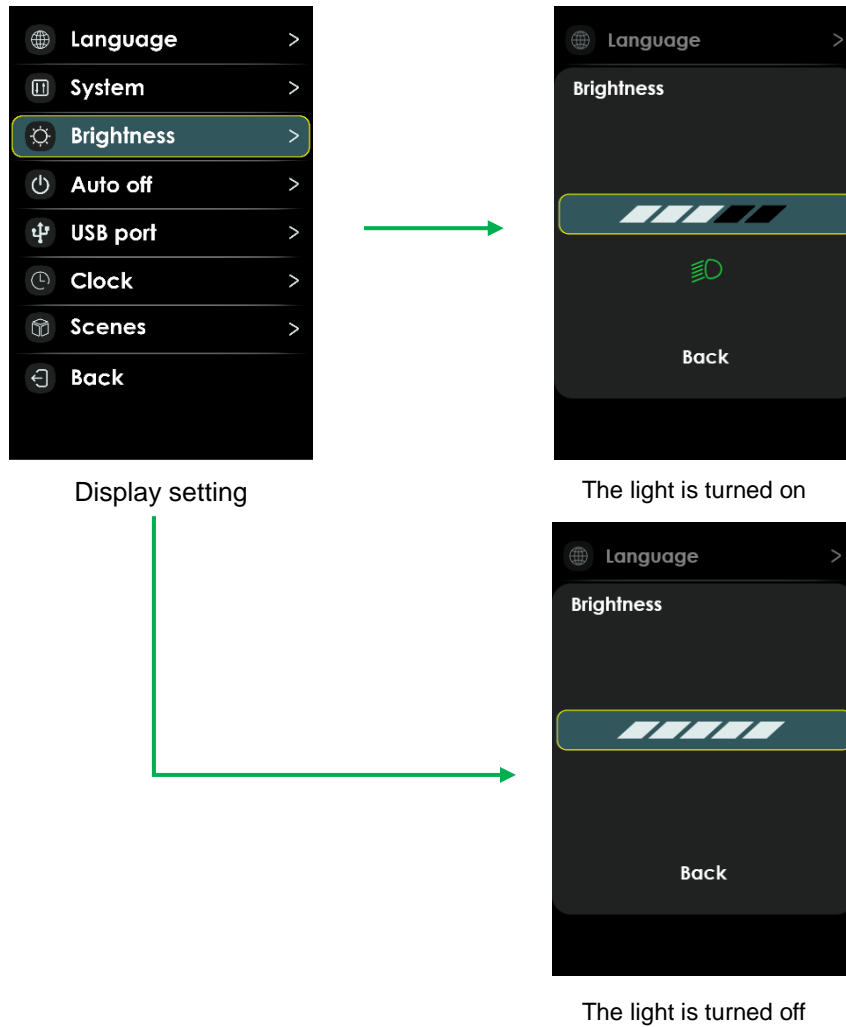 Language >
System >
Brightness >
Auto off >
USB port >
Clock >
Scenes >
Back
Display setting
Language >
Brightness
Back
The light is turned on
Language >
Brightness
Back
The light is turned off